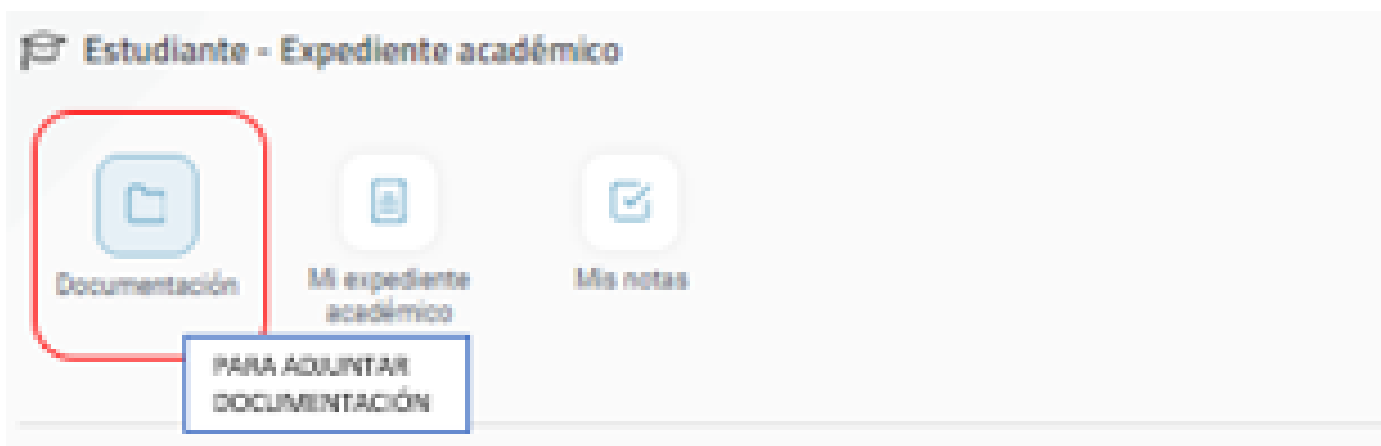 Estudiante - Expediente académico
Documentación
Mi expediente
académico
Mis notas
PARA ADJUNTAR
DOCUMENTACIÓN